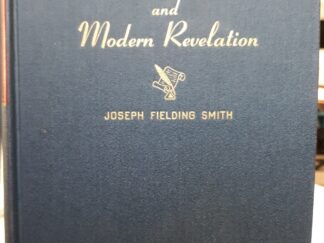 and
Modern Revelation
JOSEPH FIELDING SMITH